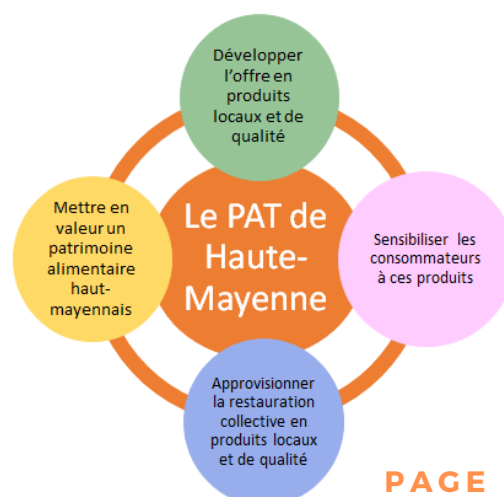 Développer
l'offre en
produits
locaux et de
qualité
Mettre en
valeur un
patrimoine
alimentaire
haut-
mayennais
Le PAT de
Haute-
Mayenne
Sensibiliser les
consommateurs
à ces produits
Approvisionner
la restauration
collective en
produits locaux
et de qualité
PAGE